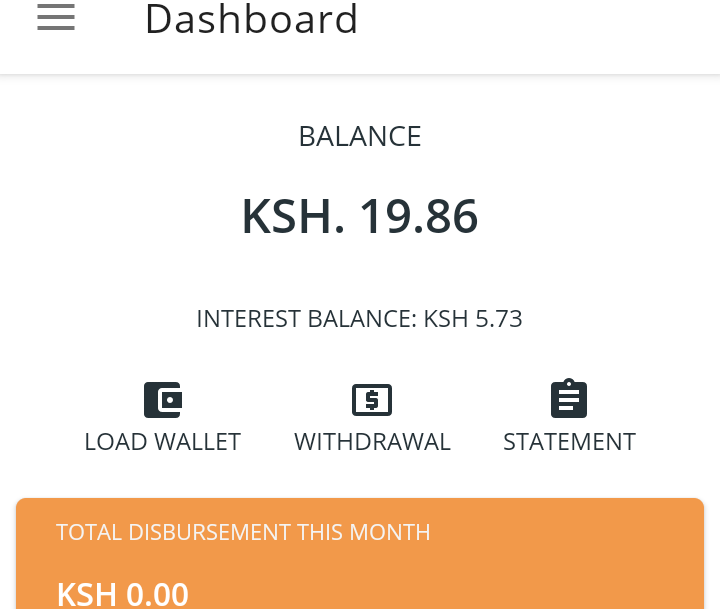 Dashboard
BALANCE
KSH. 19.86
INTEREST BALANCE: KSH 5.73
LOAD WALLET WITHDRAWAL STATEMENT
TOTAL DISBURSEMENT THIS MONTH
KSH 0.00